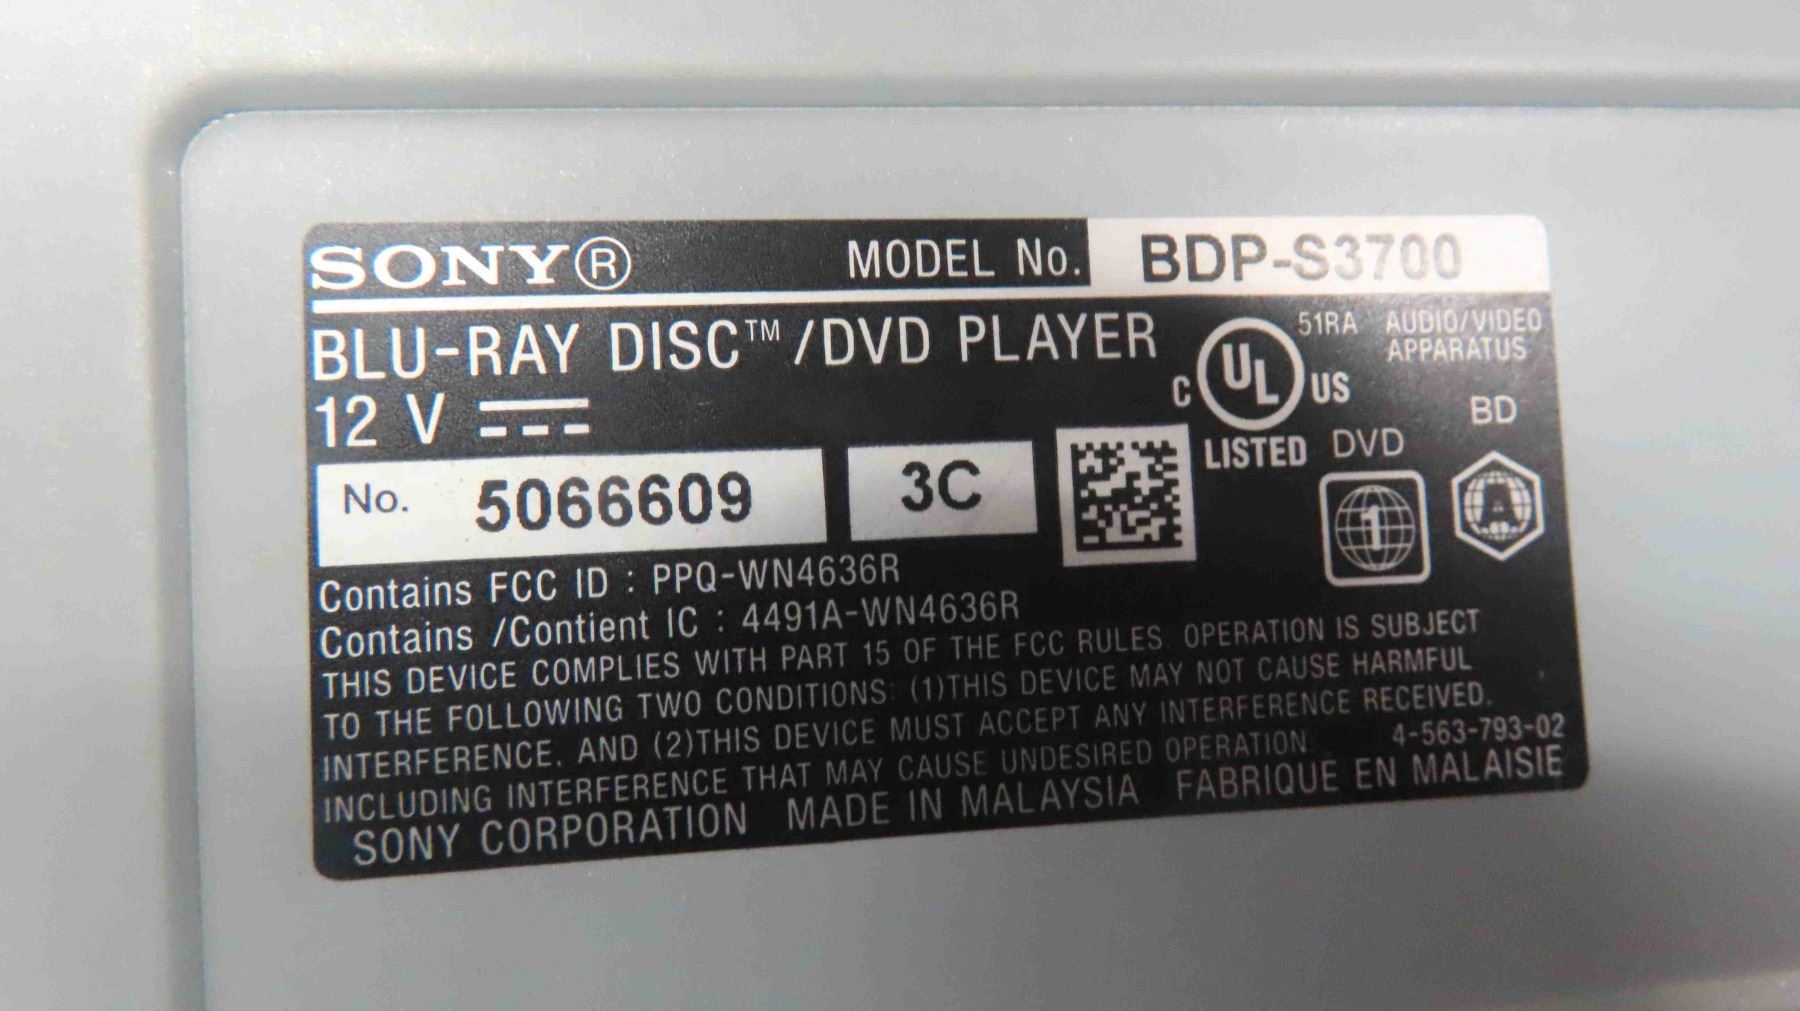 SONY® MODEL No. BDP-S3700
BLU-RAY DISC™/DVD PLAYER
51RA AUDIO/VIDEO
APPARATUS
12 V
C UL US
LISTED
DVD
BD
No. 5066609
3C
1
A
Contains FCC ID : PPQ-WN4636R
Contains /Contient IC : 4491A-WN4636R
THIS DEVICE COMPLIES WITH PART 15 OF THE FCC RULES. OPERATION IS SUBJECT
TO THE FOLLOWING TWO CONDITIONS: (1)THIS DEVICE MAY NOT CAUSE HARMFUL
INTERFERENCE, AND (2)THIS DEVICE MUST ACCEPT ANY INTERFERENCE RECEIVED,
INCLUDING INTERFERENCE THAT MAY CAUSE UNDESIRED OPERATION.
4-563-793-02
SONY CORPORATION MADE IN MALAYSIA FABRIQUE EN MALAISIE